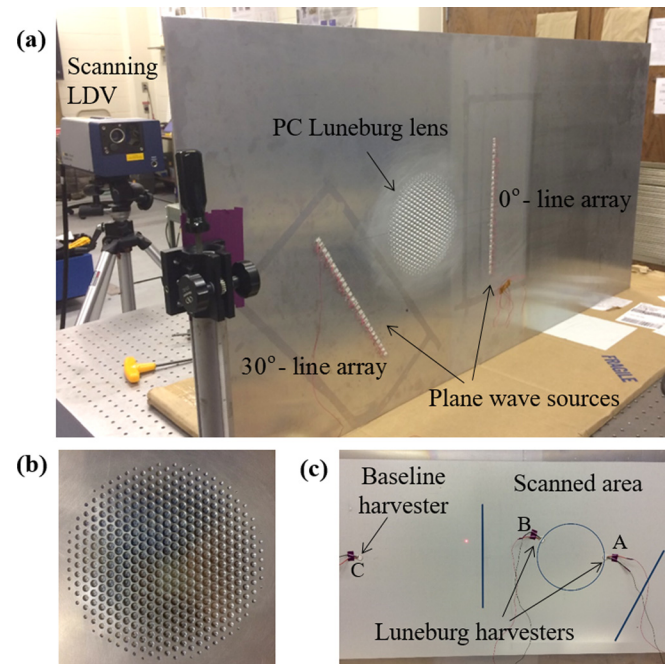 (a)
Scanning
LDV
PC Luneburg lens
0°- line array
30°- line array
Plane wave sources
FRAGILE
(b)
(c)
Baseline
harvester
Scanned area
B
A
C
Luneburg harvesters